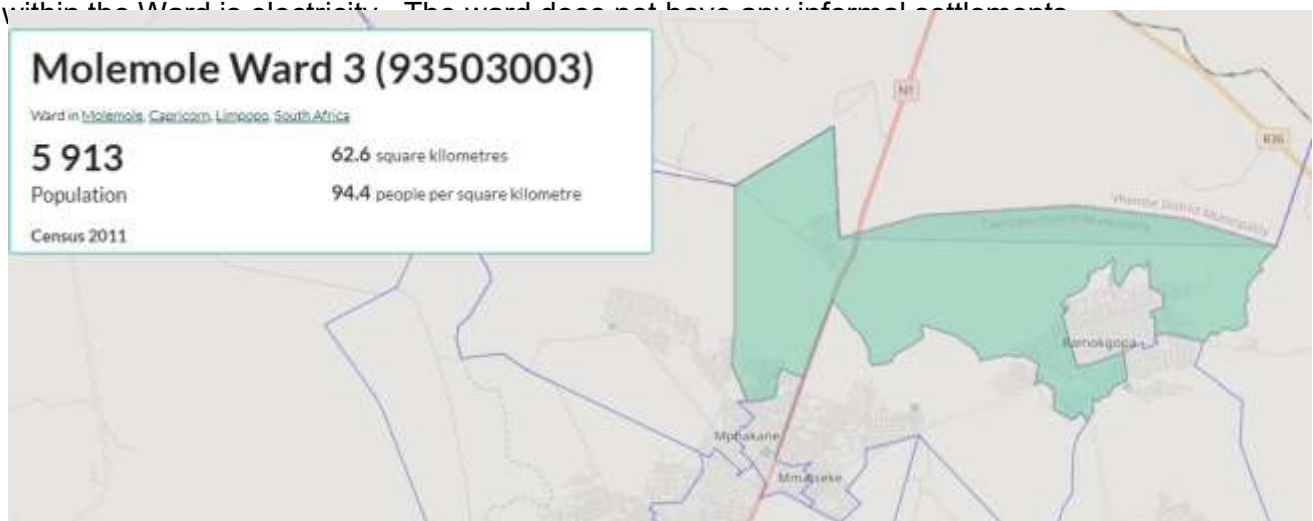 within the Ward is electricity. The ward does not have any informal settlements
Molemole Ward 3 (93503003)
Ward in Molemole, Capricorn, Limpopo, South Africa
5 913
62.6 square kilometres
Population
94.4 people per square kilometre
Census 2011
N1
R36
Vhembe District Municipality
Capricorn District Municipality
Ramokgopa
Mphakane
Mmaseke